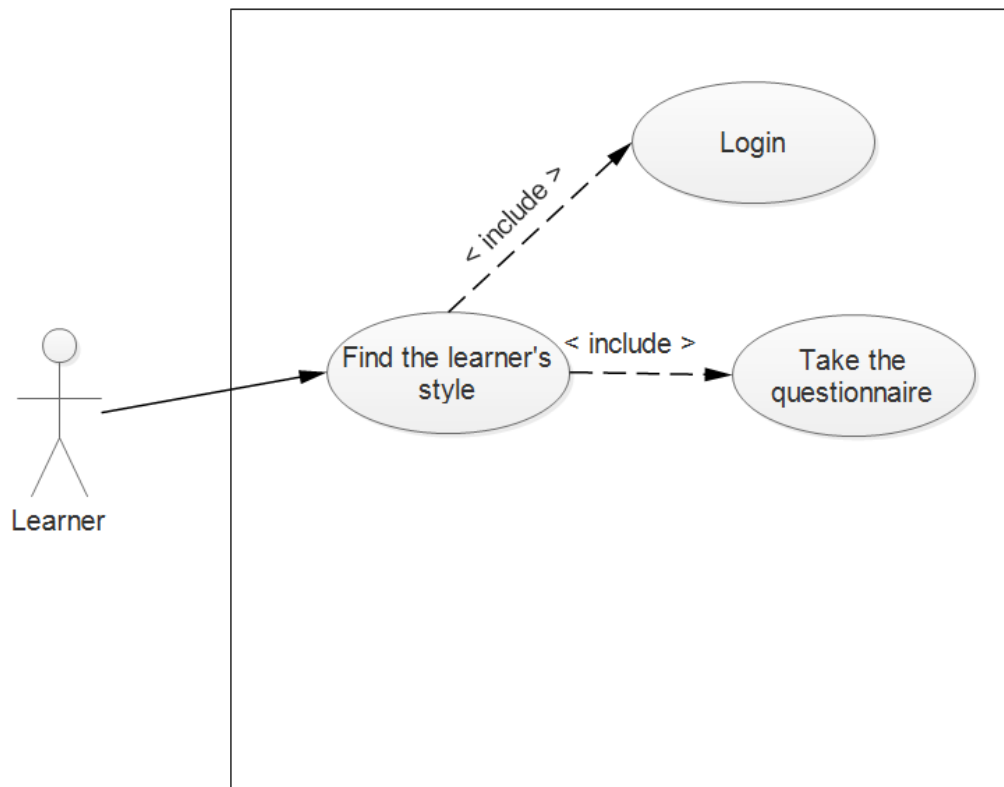 Login
< include >
Find the learner's
style
< include >
Take the
questionnaire
Learner